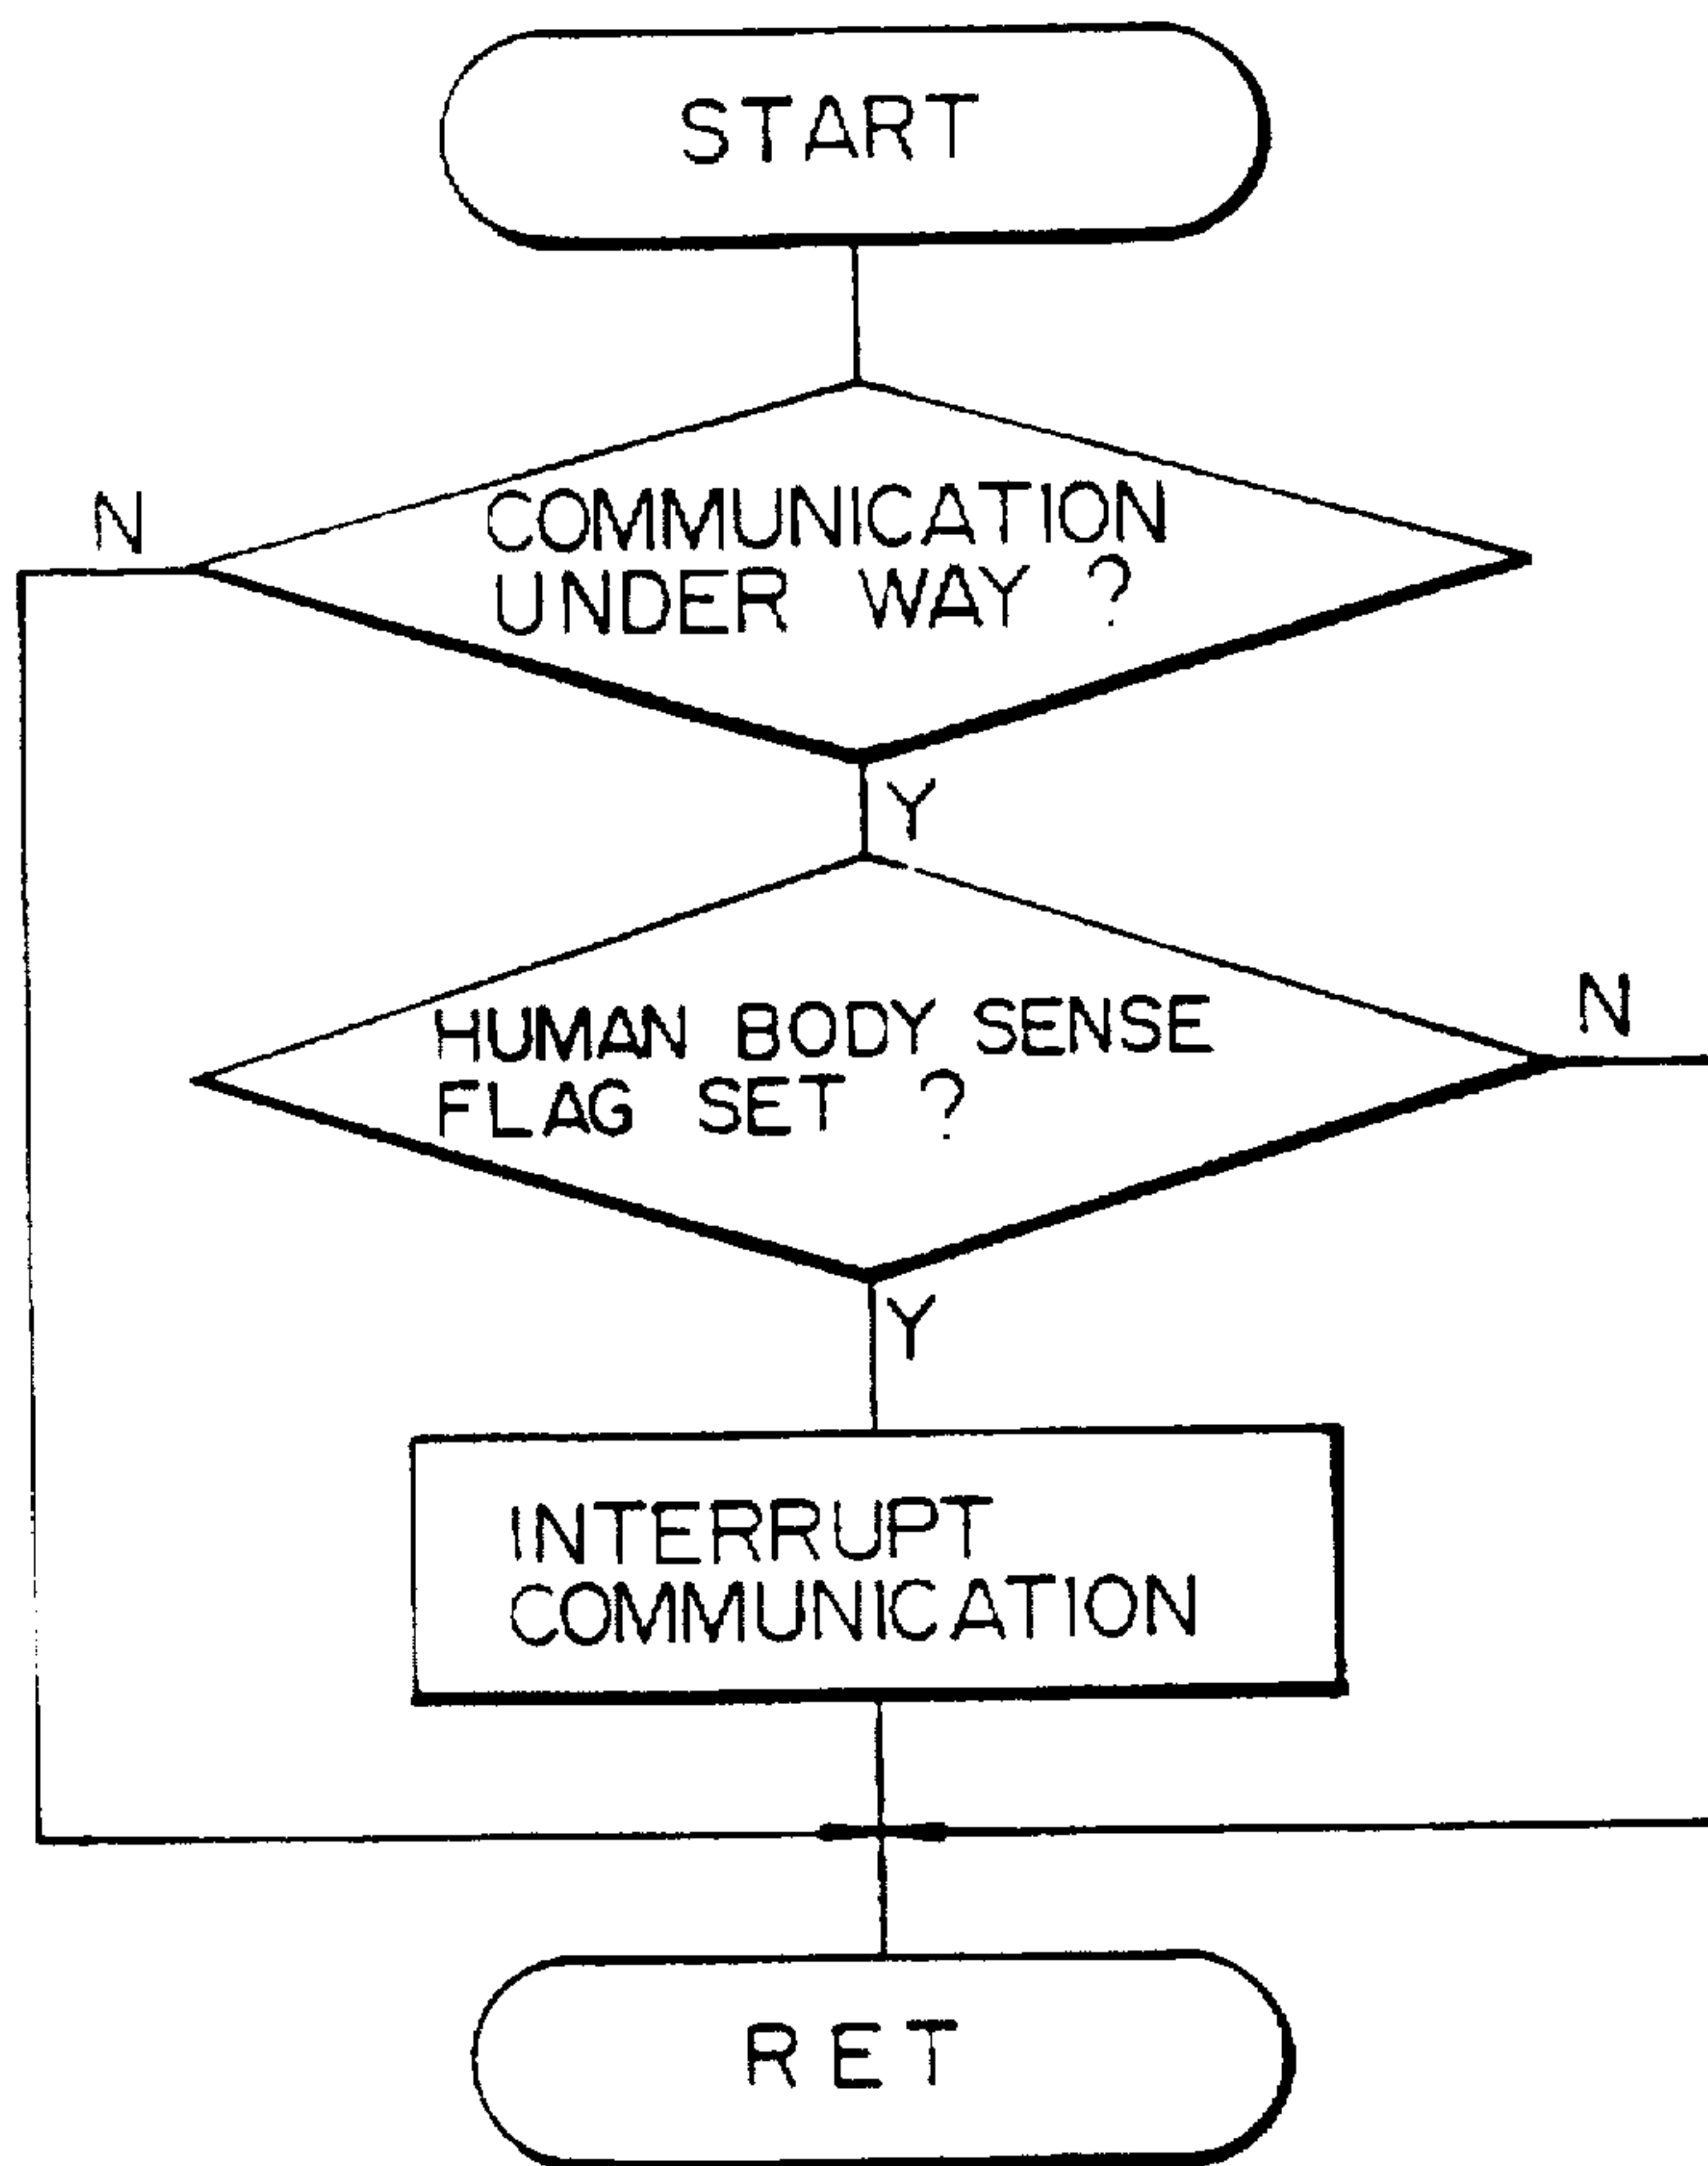 START
N
COMMUNICATION
UNDER WAY ?
Y
HUMAN BODY SENSE
FLAG SET ?
N
Y
INTERRUPT
COMMUNICATION
RET